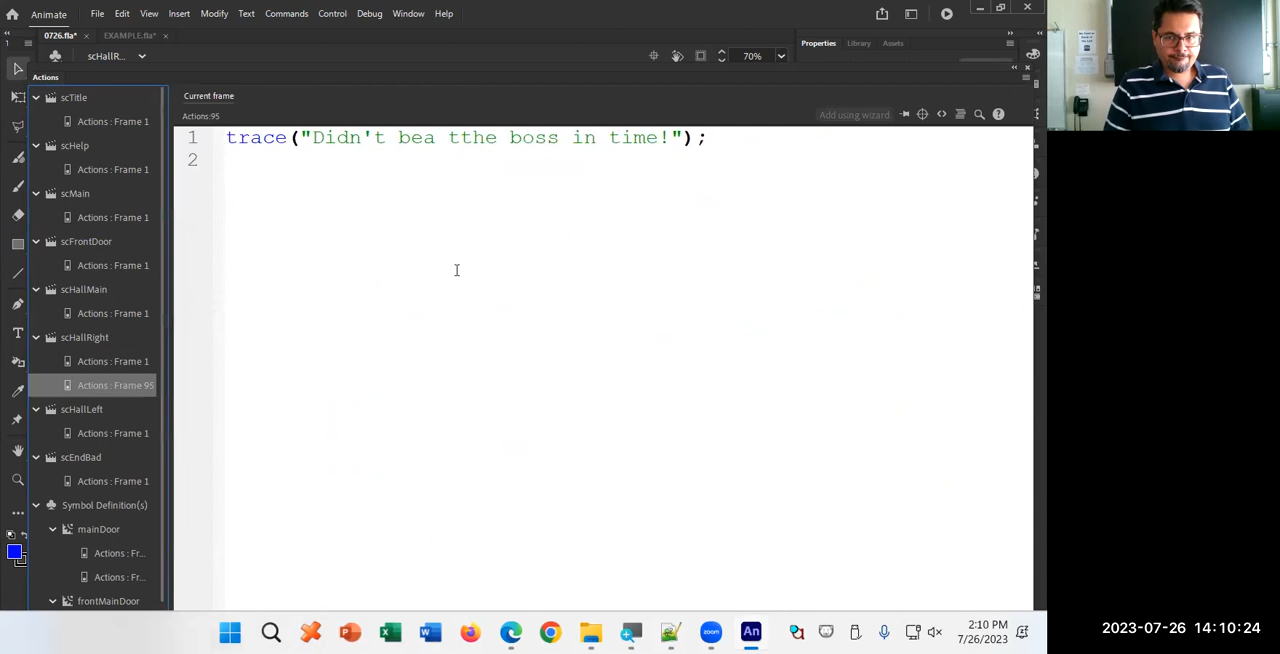 Animate
File Edit View Insert Modify Text Commands Control Debug Window Help
0726.fla* × EXAMPLE.fla* ×
scHallR... 70% Properties Library Assets
Actions
scTitle
Actions : Frame 1
scHelp
Actions : Frame 1
scMain
Actions : Frame 1
scFrontDoor
Actions : Frame 1
scHallMain
Actions : Frame 1
scHallRight
Actions : Frame 1
Actions : Frame 95
scHallLeft
Actions : Frame 1
scEndBad
Actions : Frame 1
Symbol Definition(s)
mainDoor
Actions : Fr...
Actions : Fr...
frontMainDoor
Current frame
Actions:95 Add using wizard
1 trace("Didn't bea tthe boss in time!");
2
zoom An
2:10 PM
7/26/2023
2023-07-26 14:10:24